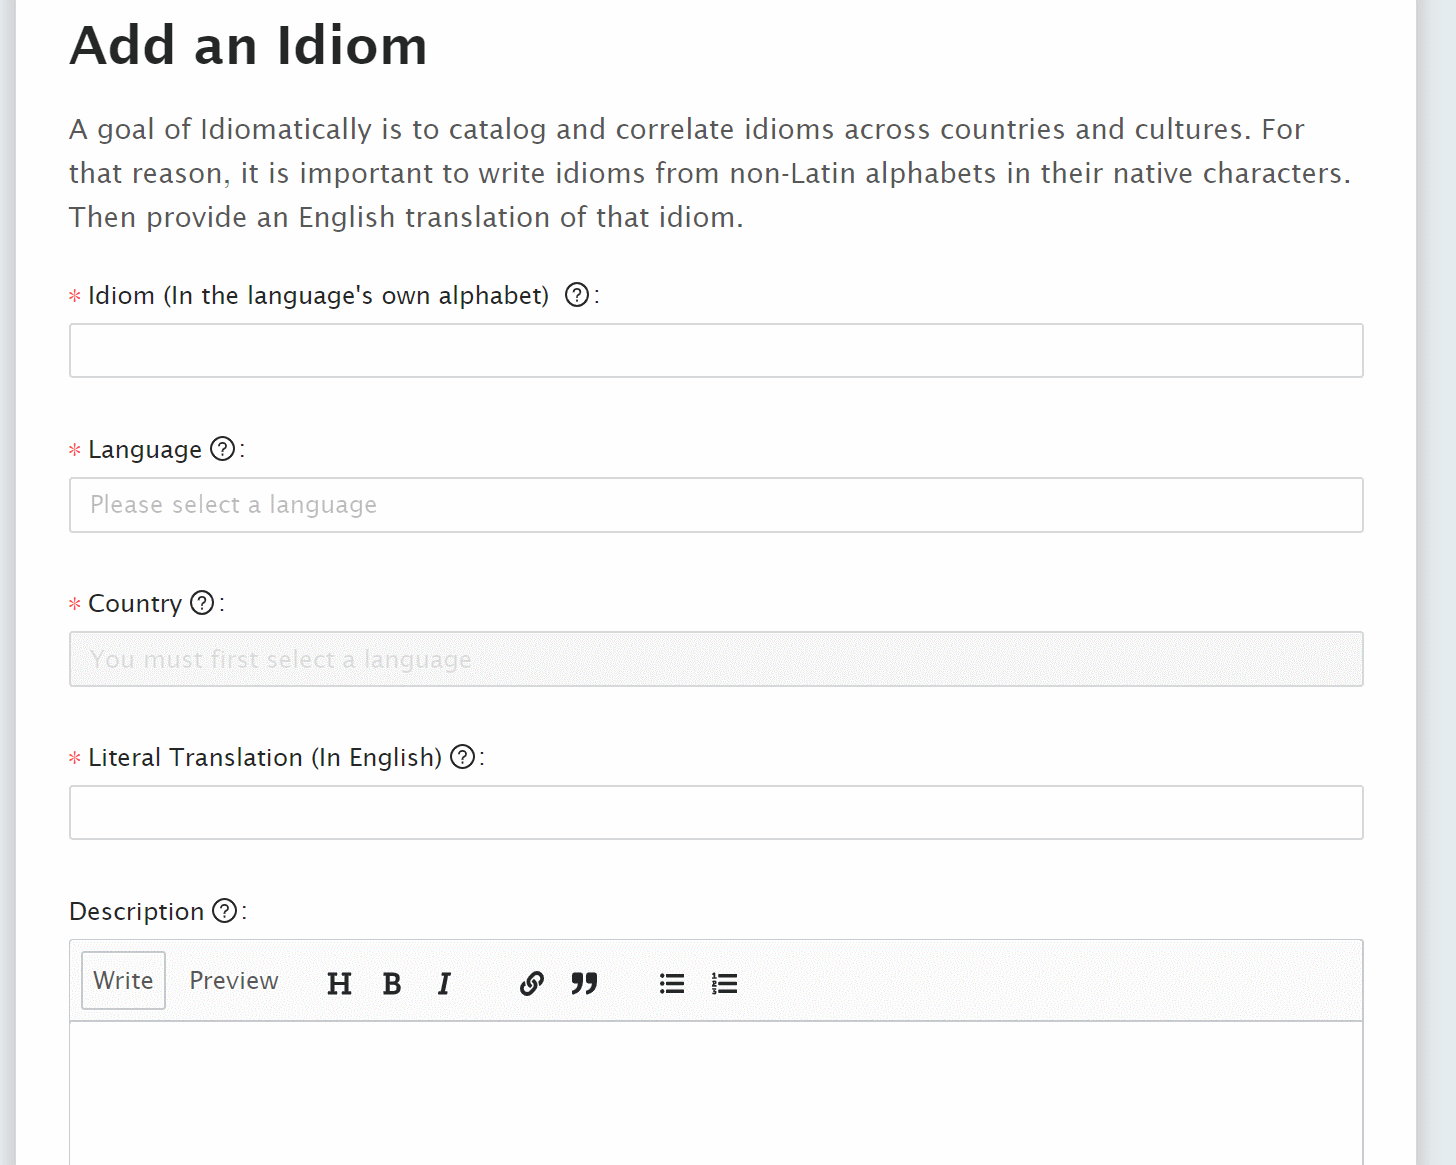 Add an Idiom
A goal of Idiomatically is to catalog and correlate idioms across countries and cultures. For
that reason, it is important to write idioms from non-Latin alphabets in their native characters.
Then provide an English translation of that idiom.
* Idiom (In the language's own alphabet) ? :
* Language ? :
Please select a language
* Country ? :
You must first select a language
* Literal Translation (In English) ? :
Description ? :
Write Preview H B I